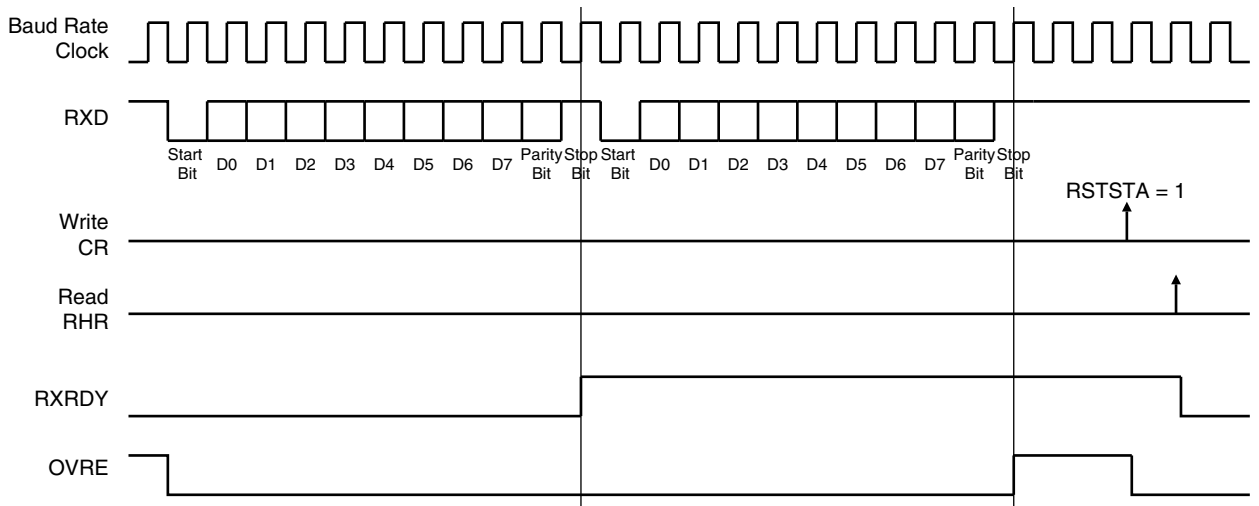 Baud Rate
Clock
RXD
Start
Bit
D0 D1 D2 D3 D4 D5 D6 D7
Parity
Bit
Stop
Bit
Start
Bit
D0 D1 D2 D3 D4 D5 D6 D7
Parity
Bit
Stop
Bit
RSTSTA = 1
Write
CR
Read
RHR
RXRDY
OVRE